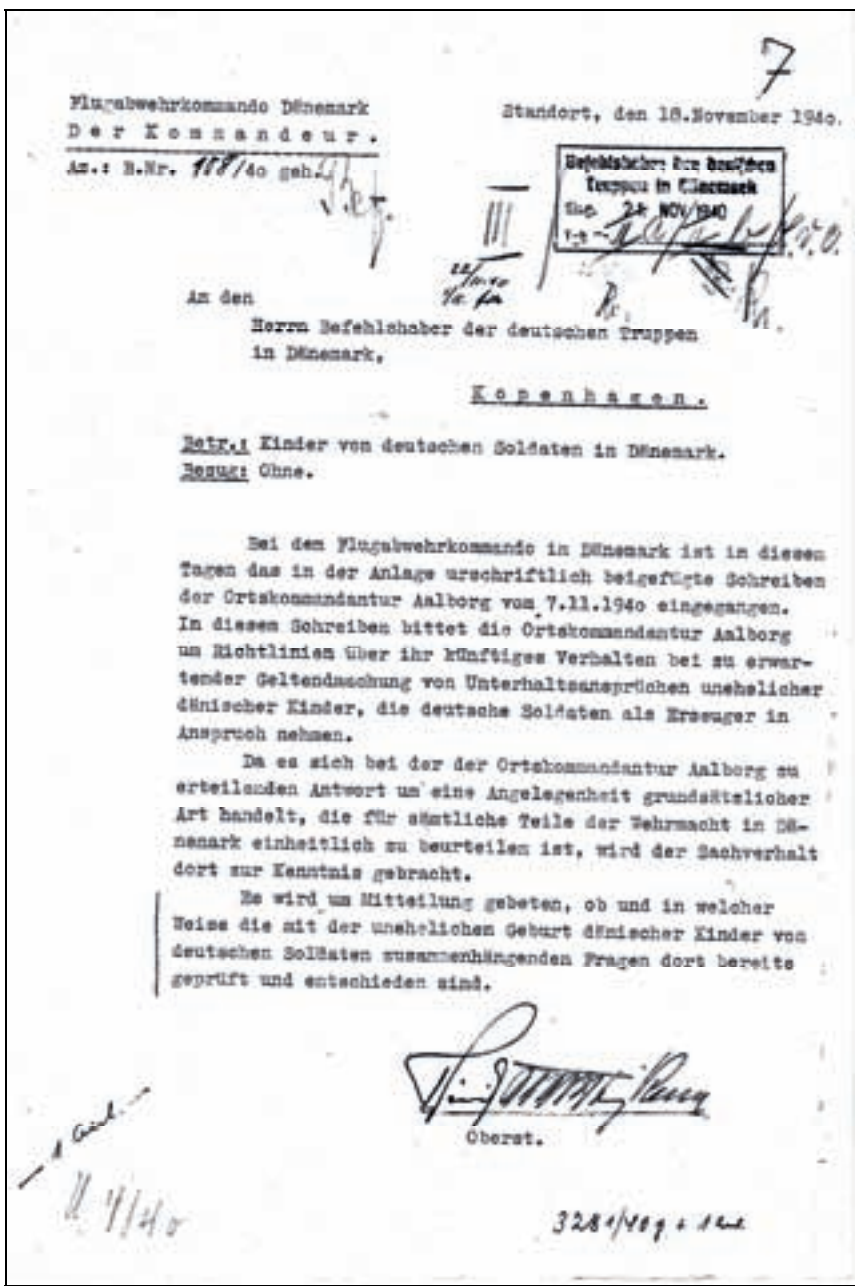 7
Flugabwehrkommando Dänemark
Der Kommandeur.
Az.: B.Nr. 188/40 geh.
Standort, den 18.November 1940.
Befehlshaber der deutschen
Truppen in Dänemark
NOV 1940
An den
Herrn Befehlshaber der deutschen Truppen
in Dänemark.
Kopenhagen.
Betr.: Kinder von deutschen Soldaten in Dänemark.
Bezug: Ohne.
Bei dem Flugabwehrkommando in Dänemark ist in diesen
Tagen das in der Anlage urschriftlich beigefügte Schreiben
der Ortskommandantur Aalborg vom 7.11.1940 eingegangen.
In diesem Schreiben bittet die Ortskommandantur Aalborg
um Richtlinien über ihr künftiges Verhalten bei zu erwar-
tender Geltendmachung von Unterhaltsansprüchen unehelicher
dänischer Kinder, die deutsche Soldaten als Erzeuger in
Anspruch nehmen.
Da es sich bei der der Ortskommandantur Aalborg zu
erteilenden Antwort um eine Angelegenheit grundsätzlicher
Art handelt, die für sämtliche Teile der Wehrmacht in Dä-
nemark einheitlich zu beurteilen ist, wird der Sachverhalt
dort zur Kenntnis gebracht.
Es wird um Mitteilung gebeten, ob und in welcher
Weise die mit der unehelichen Geburt dänischer Kinder von
deutschen Soldaten zusammenhängenden Fragen dort bereits
geprüft und entschieden sind.
Oberst.